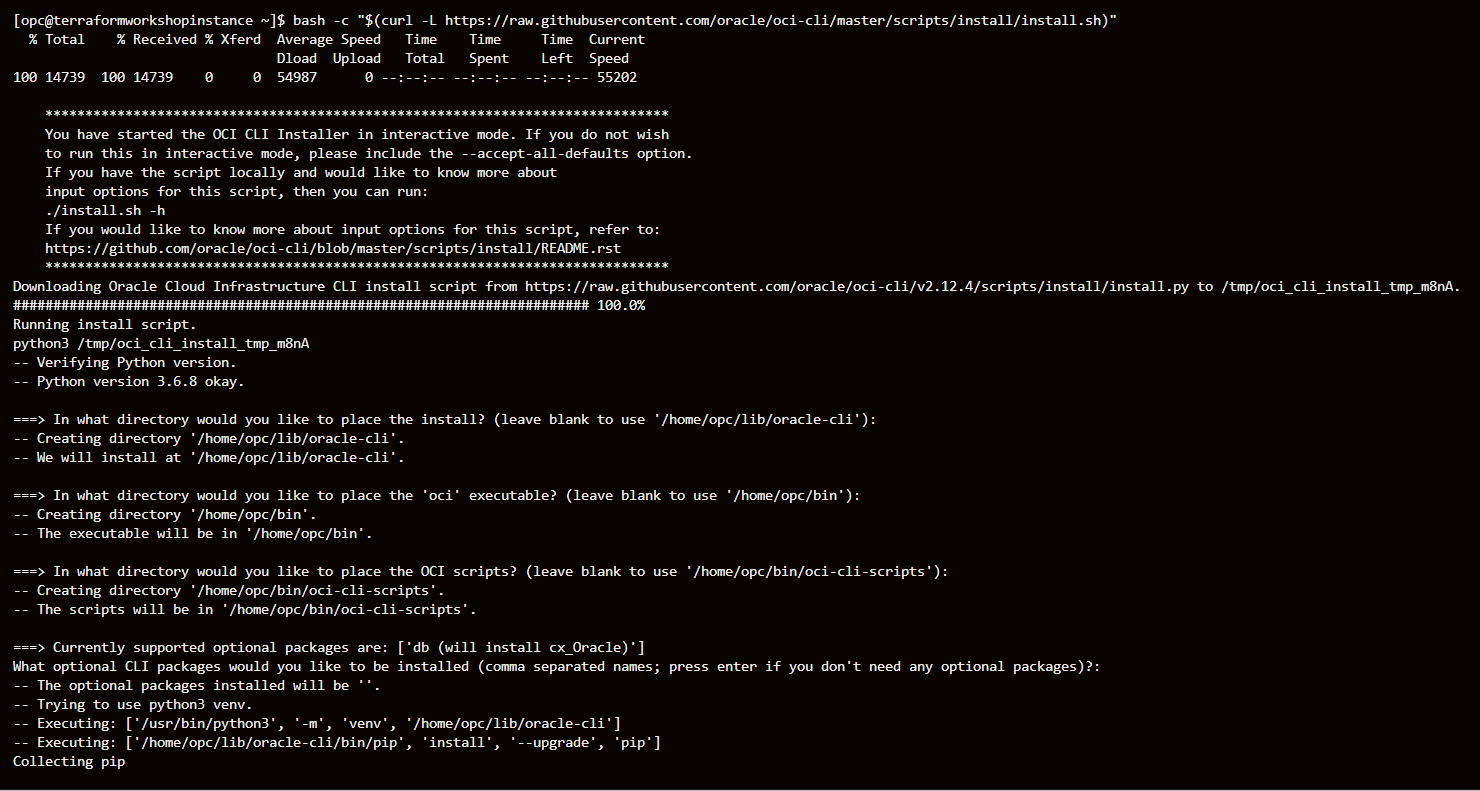 [opc@terraformworkshopinstance ~]$ bash -c "$(curl -L https://raw.githubusercontent.com/oracle/oci-cli/master/scripts/install/install.sh)"
  % Total    % Received % Xferd  Average Speed   Time    Time     Time  Current
                                 Dload  Upload   Total   Spent    Left  Speed
100 14739  100 14739    0     0  54987      0 --:--:-- --:--:-- --:--:-- 55202

    ******************************************************************************
    You have started the OCI CLI Installer in interactive mode. If you do not wish
    to run this in interactive mode, please include the --accept-all-defaults option.
    If you have the script locally and would like to know more about
    input options for this script, then you can run:
    ./install.sh -h
    If you would like to know more about input options for this script, refer to:
    https://github.com/oracle/oci-cli/blob/master/scripts/install/README.rst
    ******************************************************************************
Downloading Oracle Cloud Infrastructure CLI install script from https://raw.githubusercontent.com/oracle/oci-cli/v2.12.4/scripts/install/install.py to /tmp/oci_cli_install_tmp_m8nA.
######################################################################## 100.0%
Running install script.
python3 /tmp/oci_cli_install_tmp_m8nA
-- Verifying Python version.
-- Python version 3.6.8 okay.

===> In what directory would you like to place the install? (leave blank to use '/home/opc/lib/oracle-cli'):
-- Creating directory '/home/opc/lib/oracle-cli'.
-- We will install at '/home/opc/lib/oracle-cli'.

===> In what directory would you like to place the 'oci' executable? (leave blank to use '/home/opc/bin'):
-- Creating directory '/home/opc/bin'.
-- The executable will be in '/home/opc/bin'.

===> In what directory would you like to place the OCI scripts? (leave blank to use '/home/opc/bin/oci-cli-scripts'):
-- Creating directory '/home/opc/bin/oci-cli-scripts'.
-- The scripts will be in '/home/opc/bin/oci-cli-scripts'.

===> Currently supported optional packages are: ['db (will install cx_Oracle)']
What optional CLI packages would you like to be installed (comma separated names; press enter if you don't need any optional packages)?:
-- The optional packages installed will be ''.
-- Trying to use python3 venv.
-- Executing: ['/usr/bin/python3', '-m', 'venv', '/home/opc/lib/oracle-cli']
-- Executing: ['/home/opc/lib/oracle-cli/bin/pip', 'install', '--upgrade', 'pip']
Collecting pip